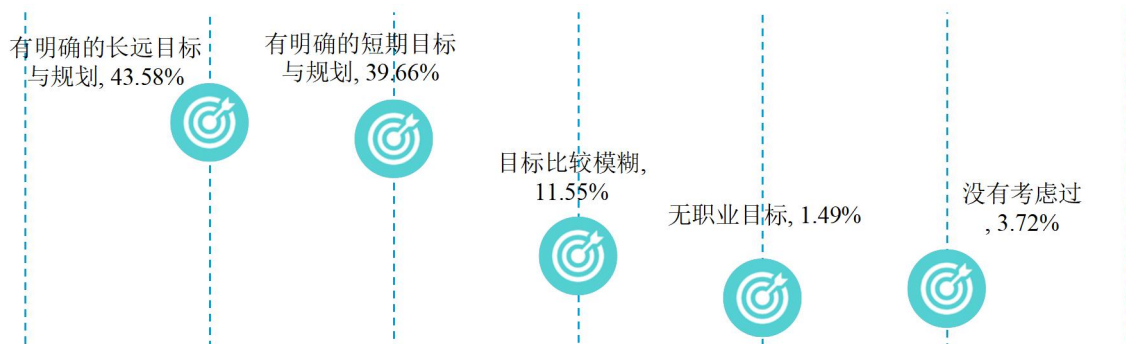 有明确的长远目标
与规划, 43.58%
有明确的短期目标
与规划, 39.66%
目标比较模糊,
11.55%
无职业目标, 1.49%
没有考虑过
, 3.72%